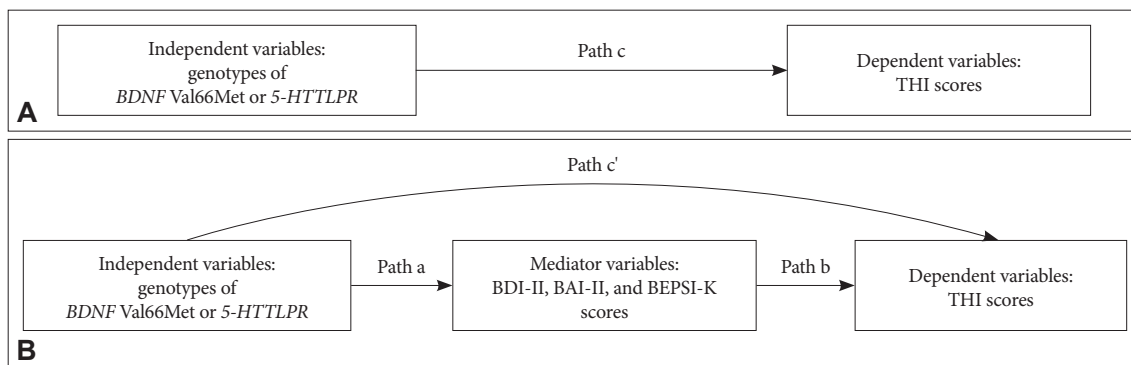 Independent variables:
genotypes of
BDNF Val66Met or 5-HTTLPR
Path c
Dependent variables:
THI scores
A
Path c'
Independent variables:
genotypes of
BDNF Val66Met or 5-HTTLPR
Path a
Mediator variables:
BDI-II, BAI-II, and BEPSI-K
scores
Path b
Dependent variables:
THI scores
B